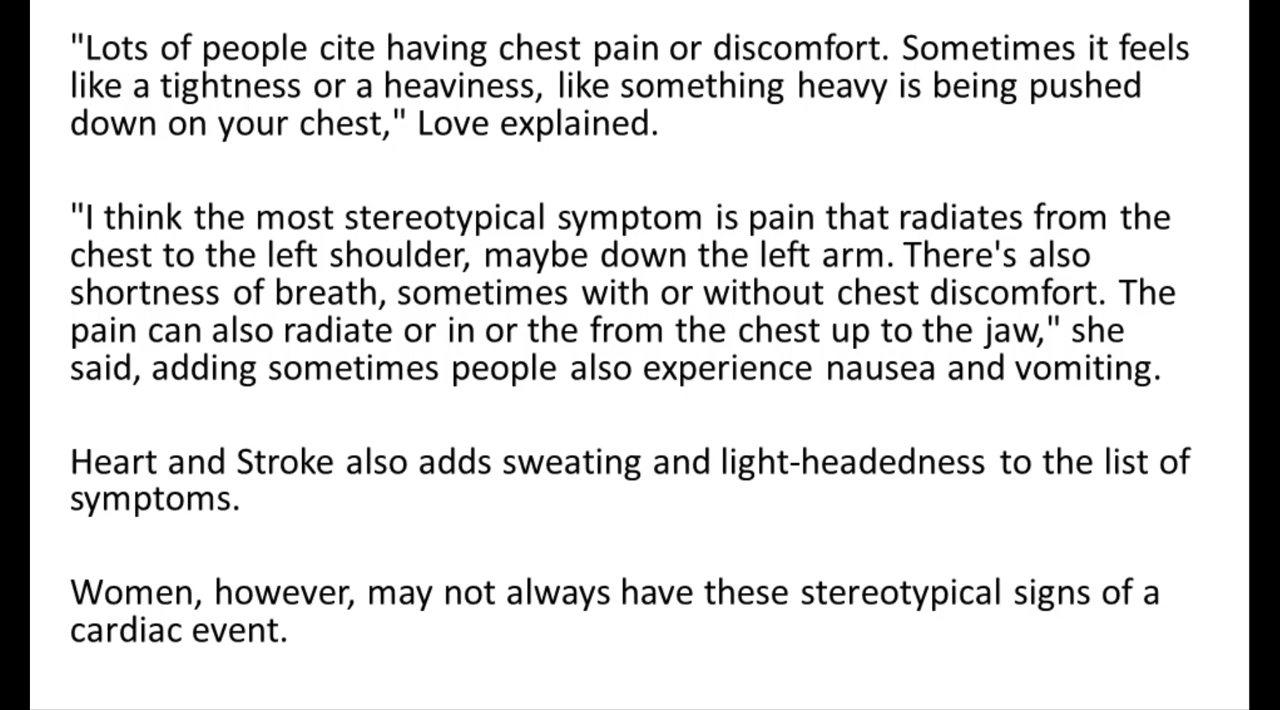 "Lots of people cite having chest pain or discomfort. Sometimes it feels
like a tightness or a heaviness, like something heavy is being pushed
down on your chest," Love explained.
"I think the most stereotypical symptom is pain that radiates from the
chest to the left shoulder, maybe down the left arm. There's also
shortness of breath, sometimes with or without chest discomfort. The
pain can also radiate or in or the from the chest up to the jaw," she
said, adding sometimes people also experience nausea and vomiting.
Heart and Stroke also adds sweating and light-headedness to the list of
symptoms.
Women, however, may not always have these stereotypical signs of a
cardiac event.